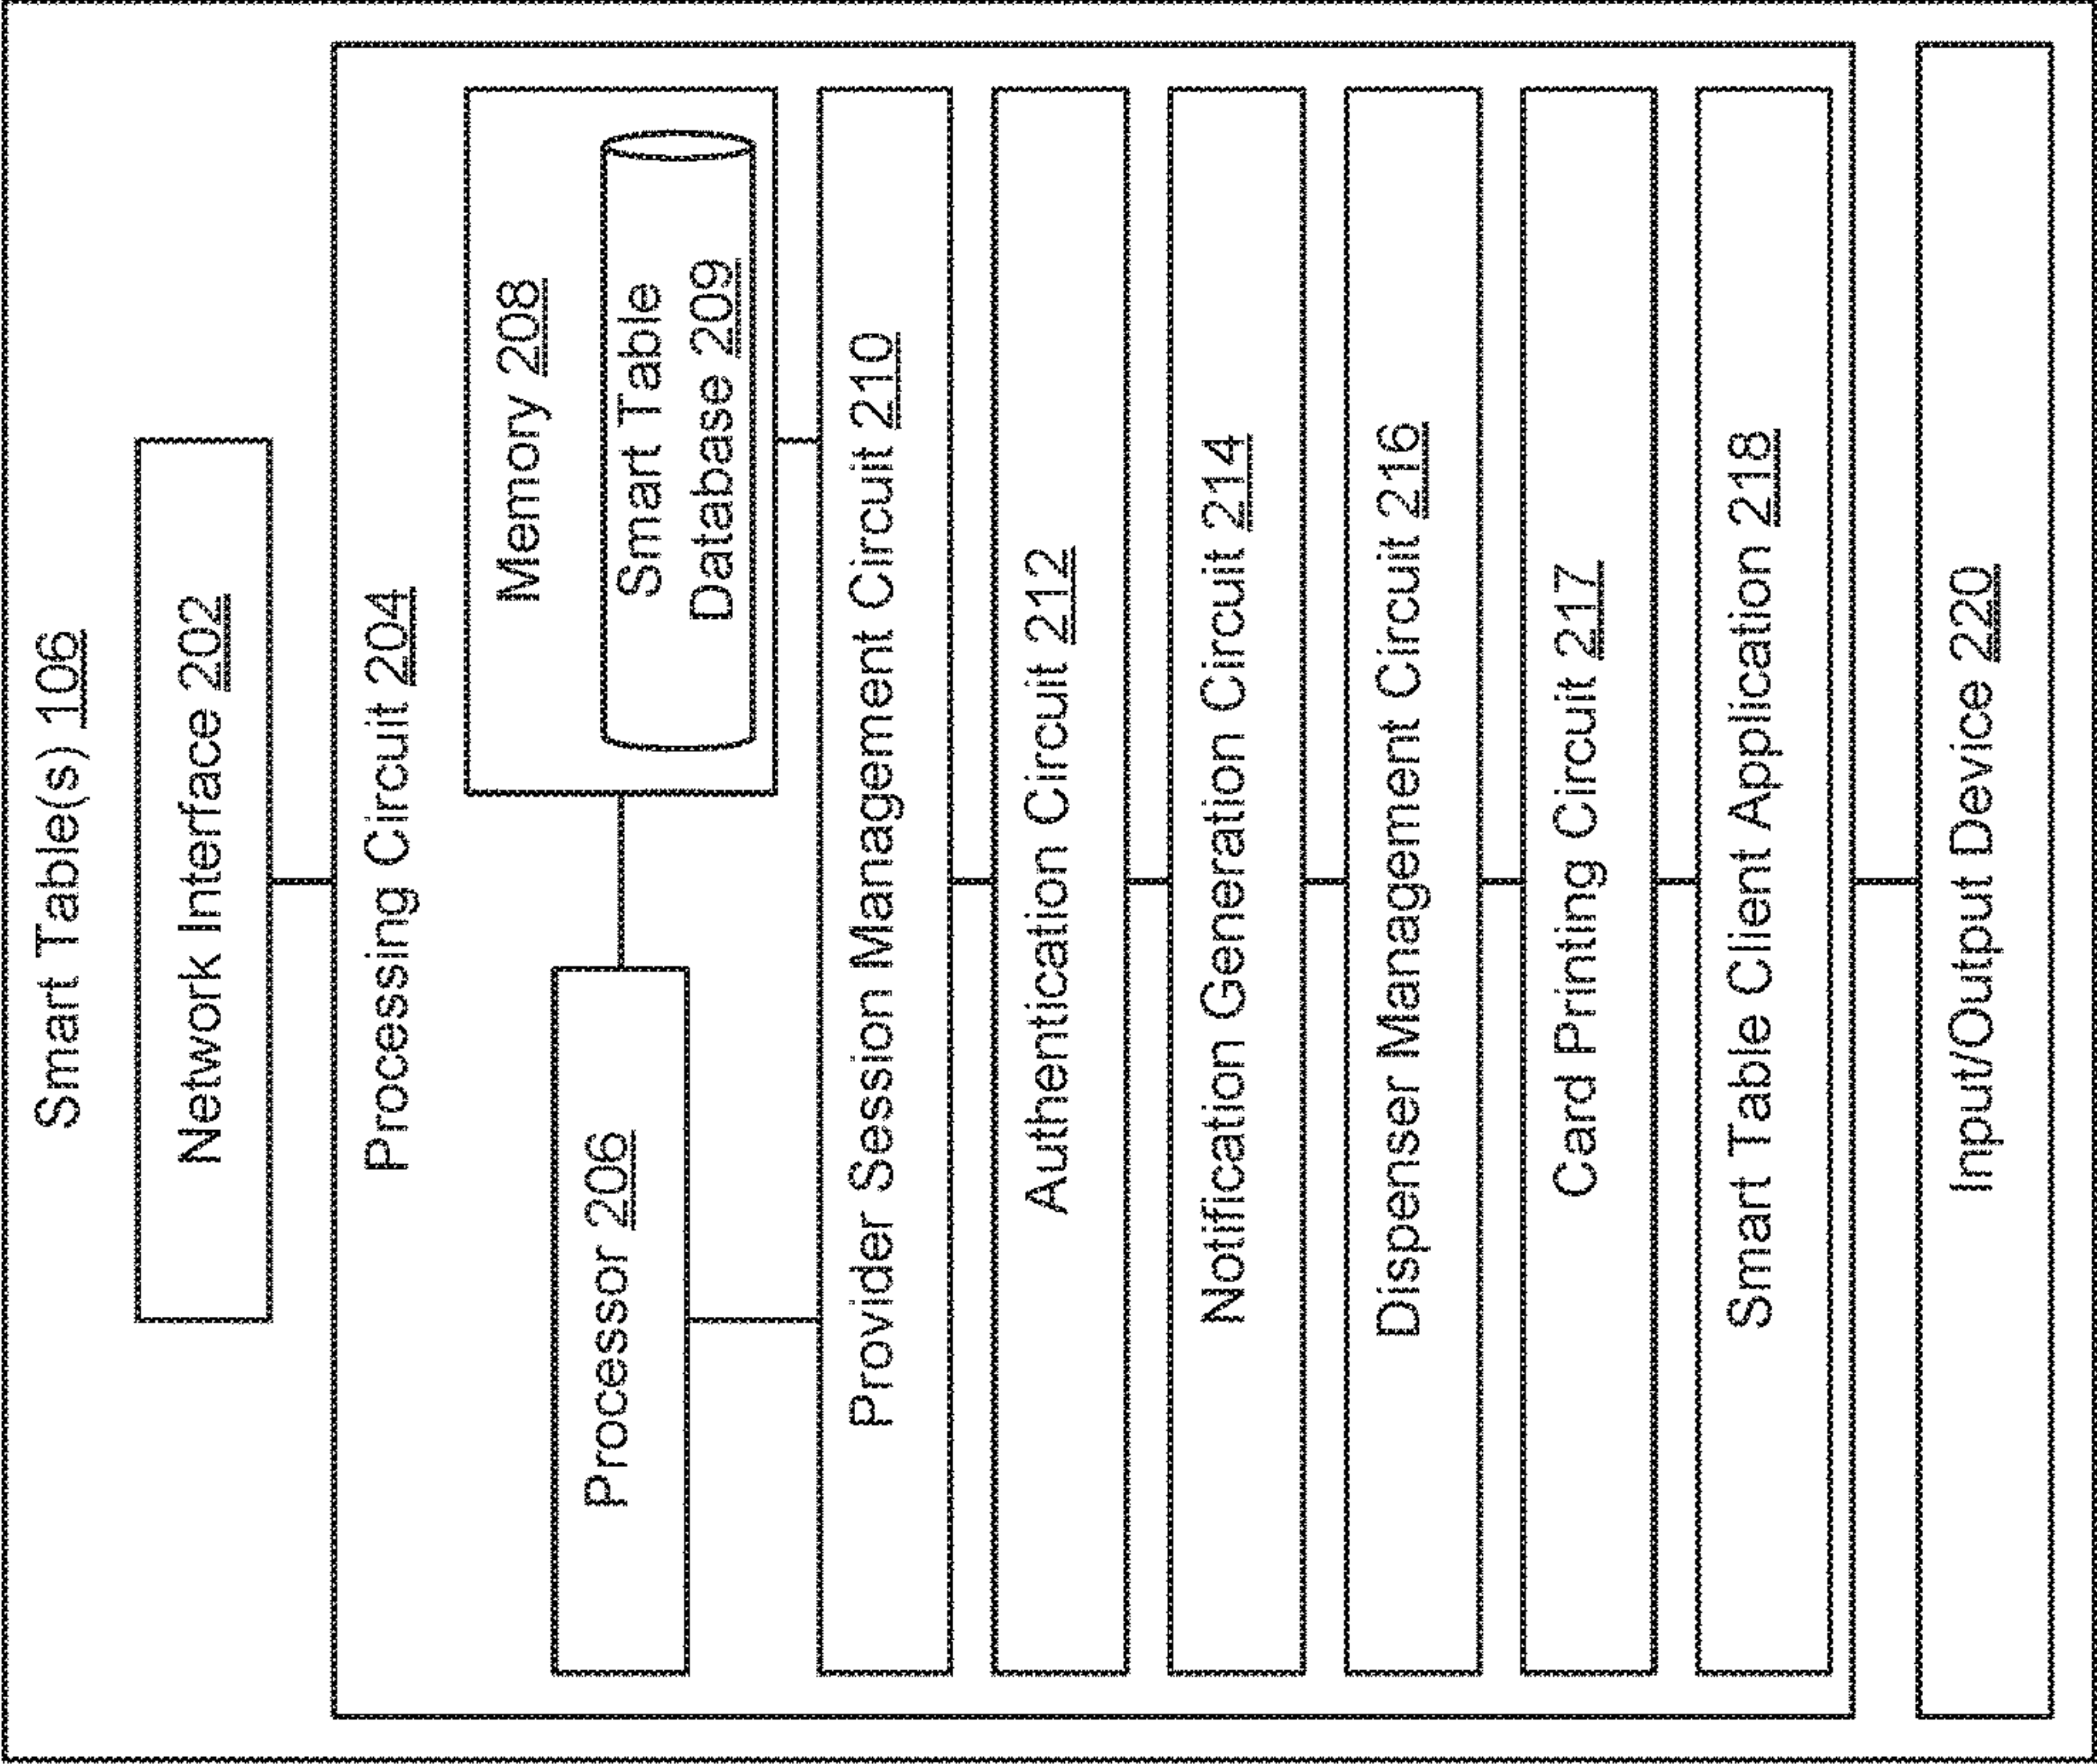 Smart Table(s) 106
Network Interface 202
Processing Circuit 204
Processor 206
Memory 208
Smart Table
Database 209
Provider Session Management Circuit 210
Authentication Circuit 212
Notification Generation Circuit 214
Dispenser Management Circuit 216
Card Printing Circuit 217
Smart Table Client Application 218
Input/Output Device 220